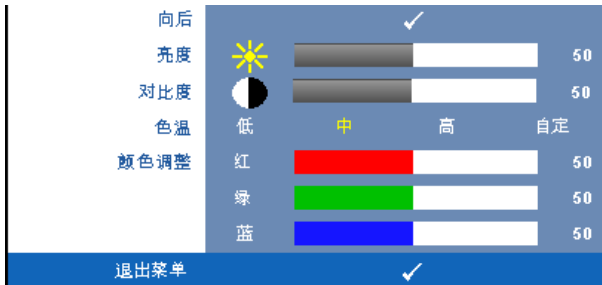 向后
亮度 50
对比度 50
色温 低 中 高 自定
颜色调整 红 50
绿 50
蓝 50
退出菜单